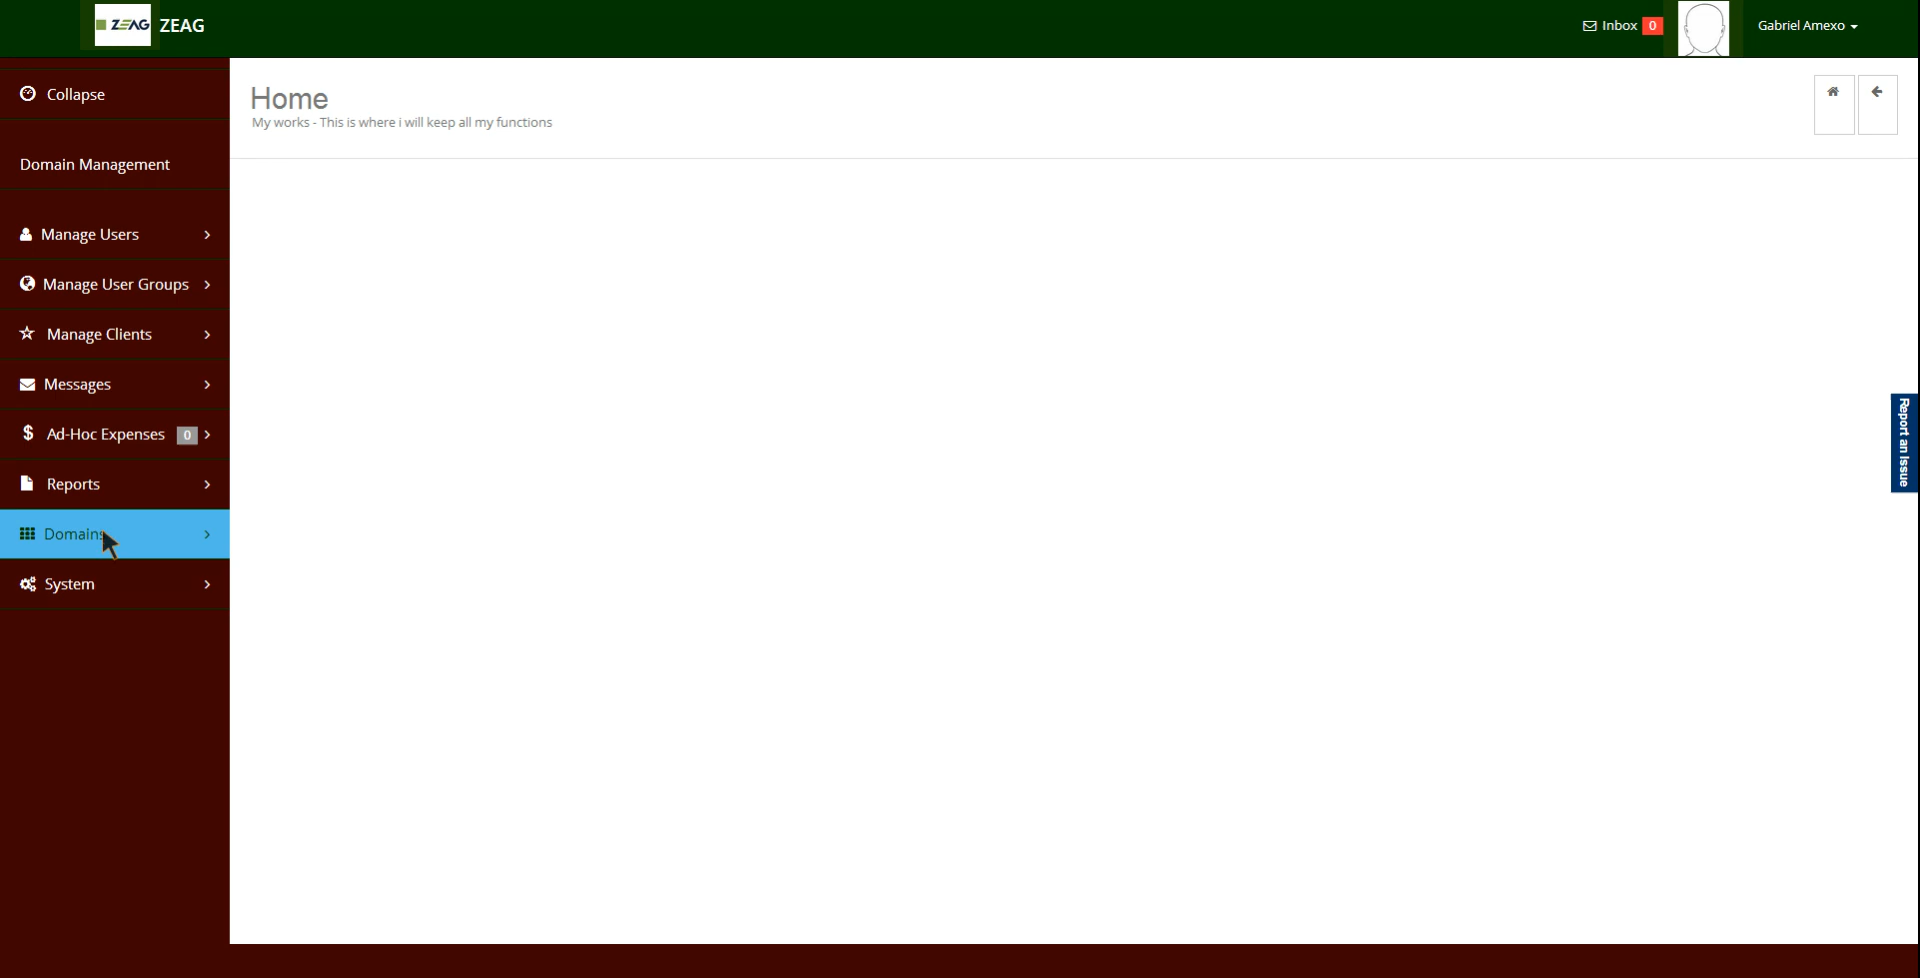 ZEAG ZEAG
Inbox 0
Gabriel Amexo
Collapse
Home
My works - This is where i will keep all my functions
Domain Management
Manage Users
Manage User Groups
Manage Clients
Messages
Ad-Hoc Expenses 0
Reports
Domains
System
Report an Issue